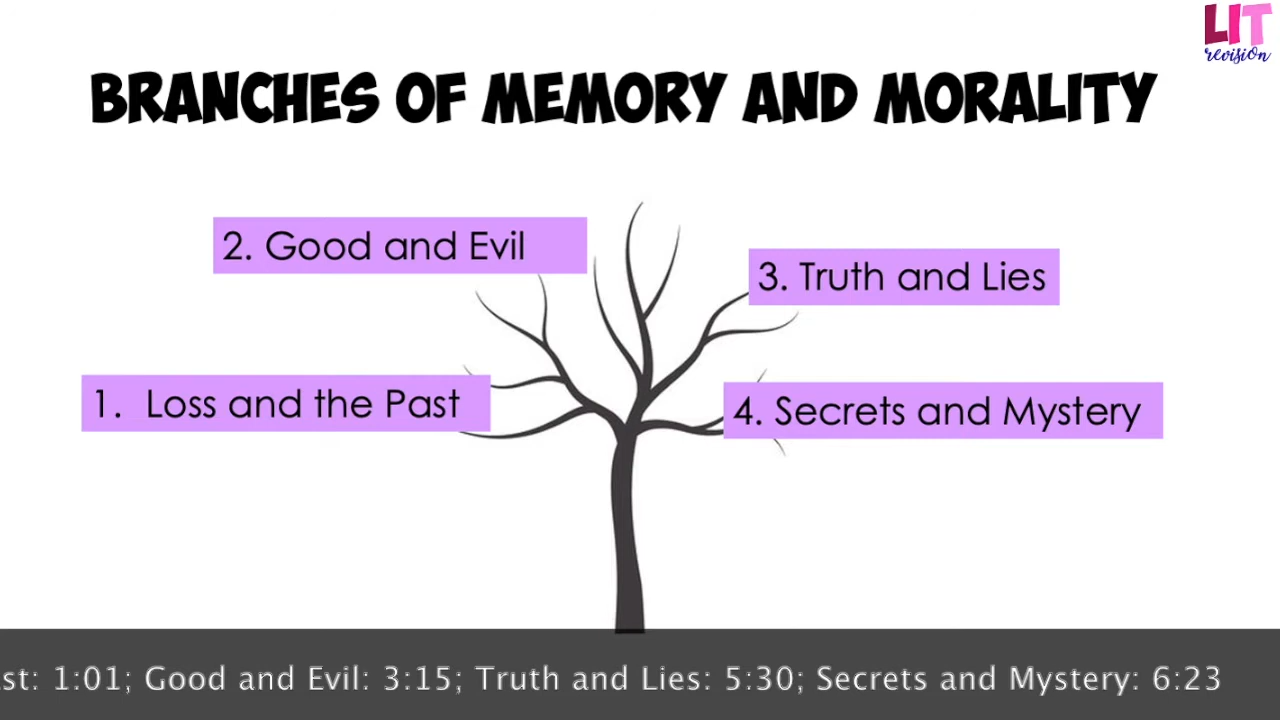 LIT
revision
BRANCHES OF MEMORY AND MORALITY
2. Good and Evil
3. Truth and Lies
1. Loss and the Past
4. Secrets and Mystery
st: 1:01; Good and Evil: 3:15; Truth and Lies: 5:30; Secrets and Mystery: 6:23